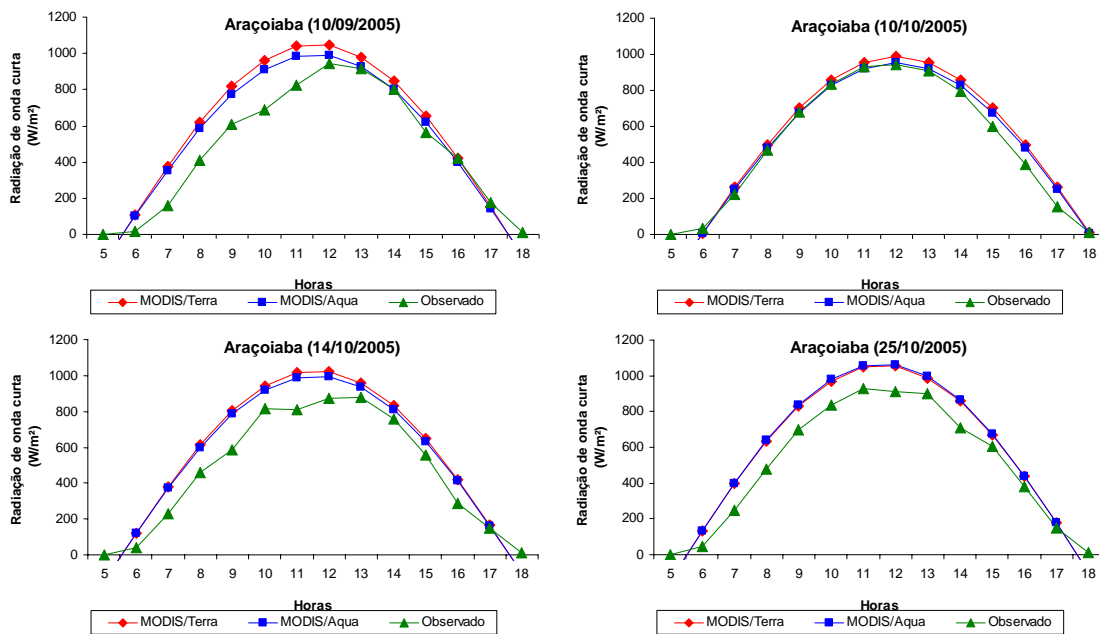 Araçoiaba (10/09/2005)
Radiação de onda curta
(W/m²)
1200
1000
800
600
400
200
0
5 6 7 8 9 10 11 12 13 14 15 16 17 18
Horas
MODIS/Terra MODIS/Aqua Observado
Araçoiaba (10/10/2005)
Radiação de onda curta
(W/m²)
1200
1000
800
600
400
200
0
5 6 7 8 9 10 11 12 13 14 15 16 17 18
Horas
MODIS/Terra MODIS/Aqua Observado
Araçoiaba (14/10/2005)
Radiação de onda curta
(W/m²)
1200
1000
800
600
400
200
0
5 6 7 8 9 10 11 12 13 14 15 16 17 18
Horas
MODIS/Terra MODIS/Aqua Observado
Araçoiaba (25/10/2005)
Radiação de onda curta
(W/m²)
1200
1000
800
600
400
200
0
5 6 7 8 9 10 11 12 13 14 15 16 17 18
Horas
MODIS/Terra MODIS/Aqua Observado